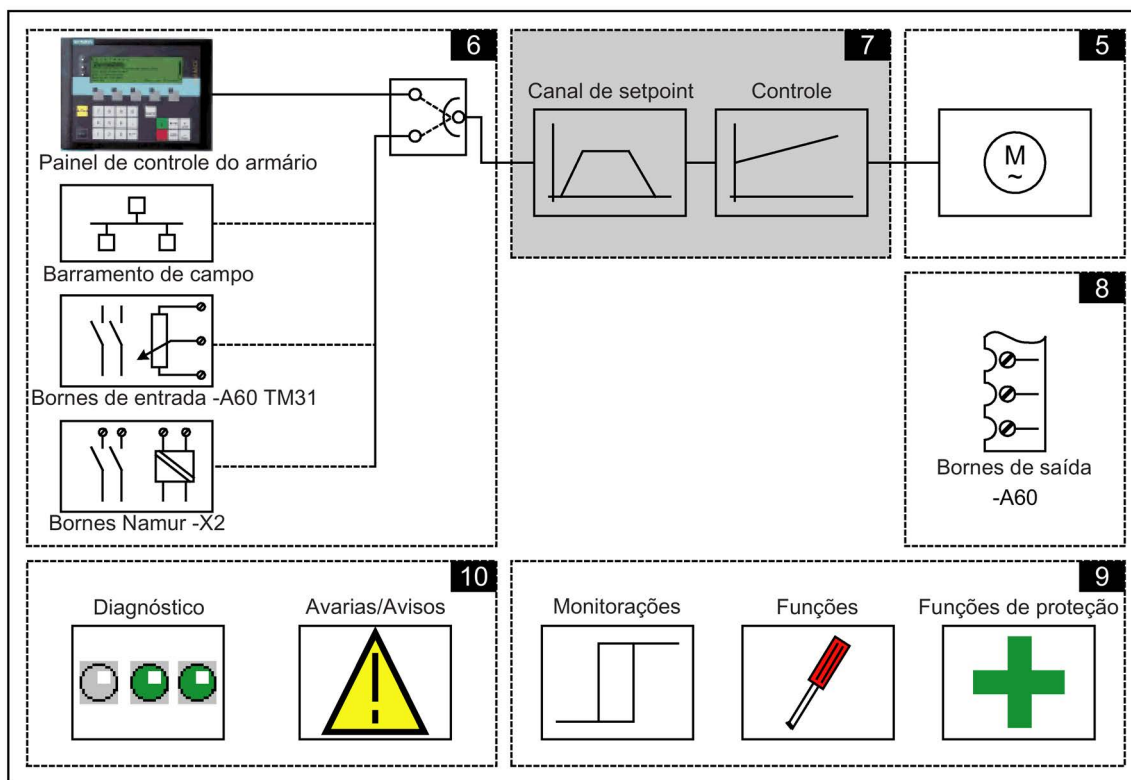 6
Painel de controle do armário
Barramento de campo
Bornes de entrada -A60 TM31
Bornes Namur -X2
7
Canal de setpoint
Controle
5
M
~
8
Bornes de saída
-A60
10
Diagnóstico
Avarias/Avisos
9
Monitorações
Funções
Funções de proteção